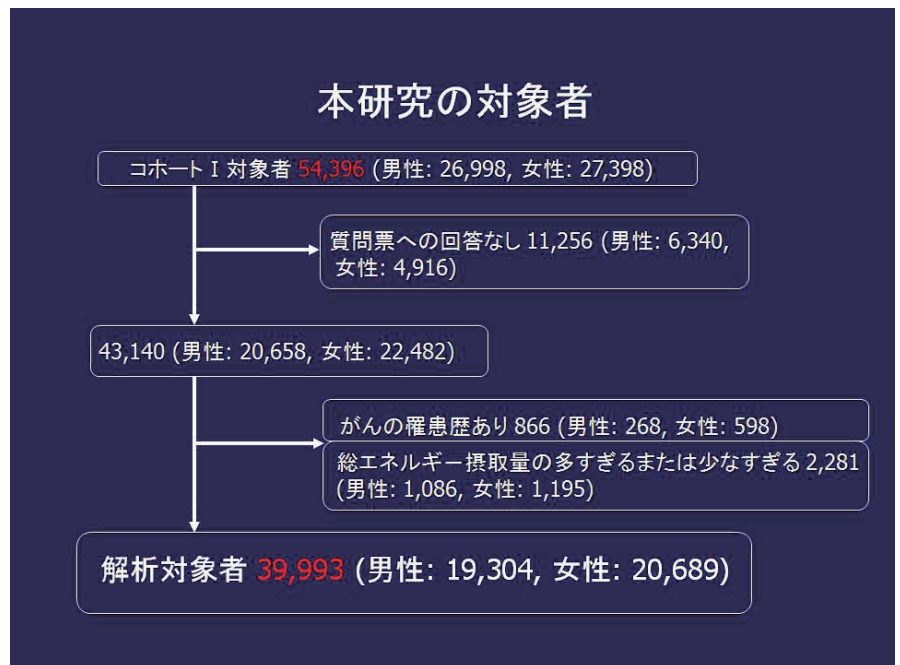 本研究の対象者
コホートⅠ対象者 54,396 (男性: 26,998, 女性: 27,398)
質問票への回答なし 11,256 (男性: 6,340,
女性: 4,916)
43,140 (男性: 20,658, 女性: 22,482)
がんの罹患歴あり 866 (男性: 268, 女性: 598)
総エネルギー摂取量の多すぎるまたは少なすぎる 2,281
(男性: 1,086, 女性: 1,195)
解析対象者 39,993 (男性: 19,304, 女性: 20,689)